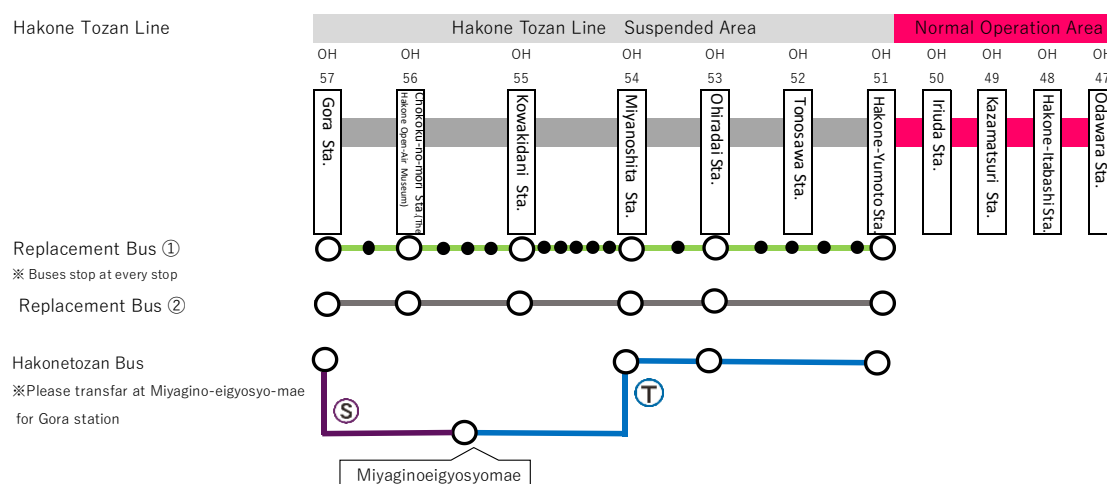 Hakone Tozan Line
Hakone Tozan Line Suspended Area
Normal Operation Area
OH OH OH OH OH OH OH OH OH OH OH
57 56 55 54 53 52 51 50 49 48 47
Gora Sta.
Chokoku-no-mori Sta.(The
Hakone Open-Air Museum)
Kowakidani Sta.
Miyanoshita Sta.
Ohiradai Sta.
Tonosawa Sta.
Hakone-Yumoto Sta.
Iriuda Sta.
Kazamatsuri Sta.
Hakone-Itabashi Sta.
Odawara Sta.
Replacement Bus ①
※ Buses stop at every stop
Replacement Bus ②
Hakonetozan Bus
※Please transfar at Miyagino-eigyosyo-mae
for Gora station
S
T
Miyaginoeigyosyomae